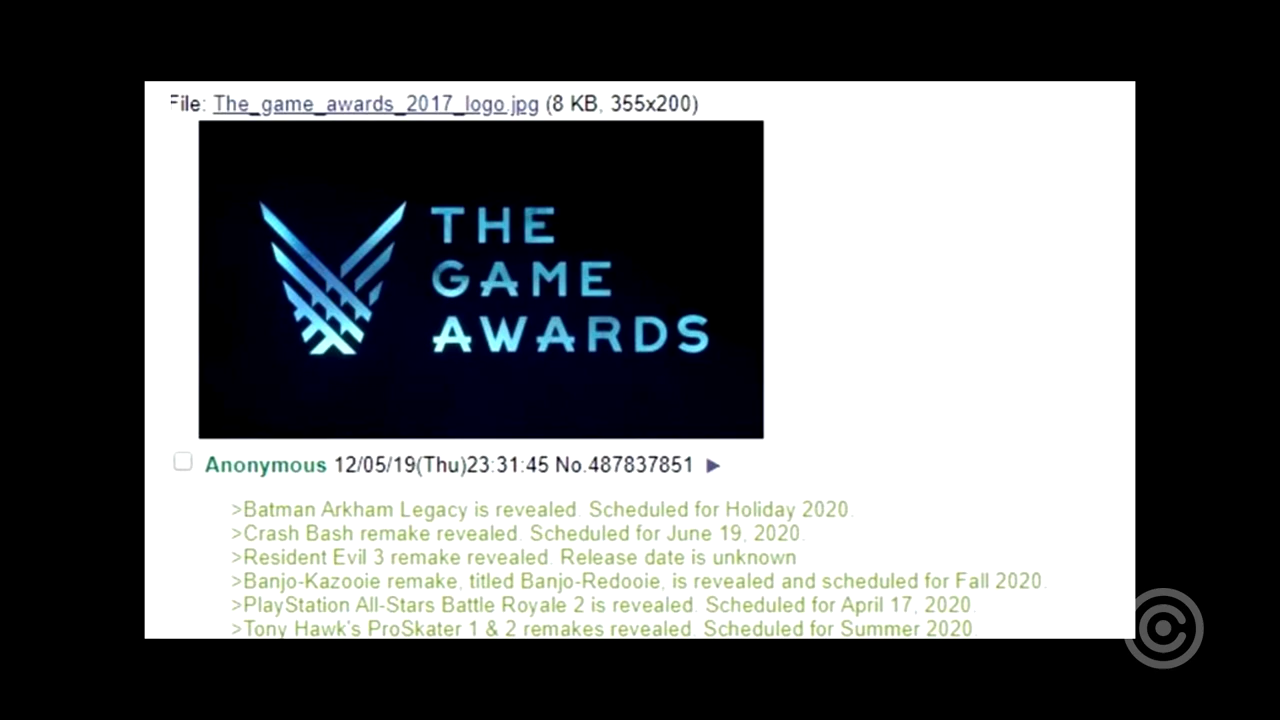 File: The_game_awards_2017_logo.jpg (8 KB, 355x200)
THE
GAME
AWARDS
Anonymous 12/05/19(Thu)23:31:45 No.487837851 ▶
>Batman Arkham Legacy is revealed. Scheduled for Holiday 2020.
>Crash Bash remake revealed. Scheduled for June 19, 2020.
>Resident Evil 3 remake revealed. Release date is unknown
>Banjo-Kazooie remake, titled Banjo-Redooie, is revealed and scheduled for Fall 2020.
>PlayStation All-Stars Battle Royale 2 is revealed. Scheduled for April 17, 2020.
>Tony Hawk's ProSkater 1 & 2 remakes revealed. Scheduled for Summer 2020